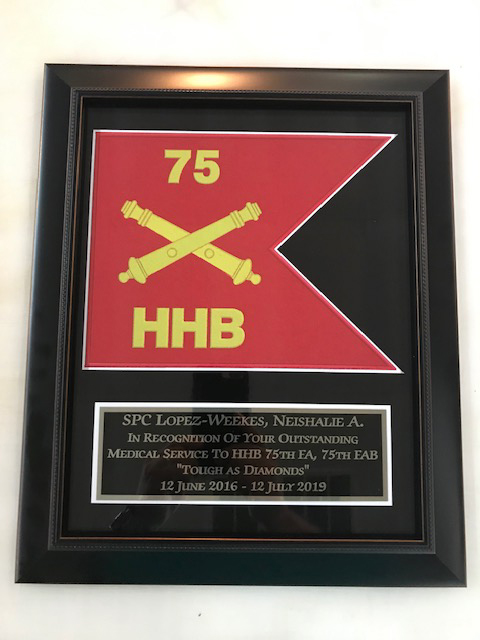 75
HHB
SPC LOPEZ-WEEKES, NEISHALIE A.
IN RECOGNITION OF YOUR OUTSTANDING
MEDICAL SERVICE TO HHB 75TH FA, 75TH FAB
"TOUGH AS DIAMONDS"
12 JUNE 2016 - 12 JULY 2019